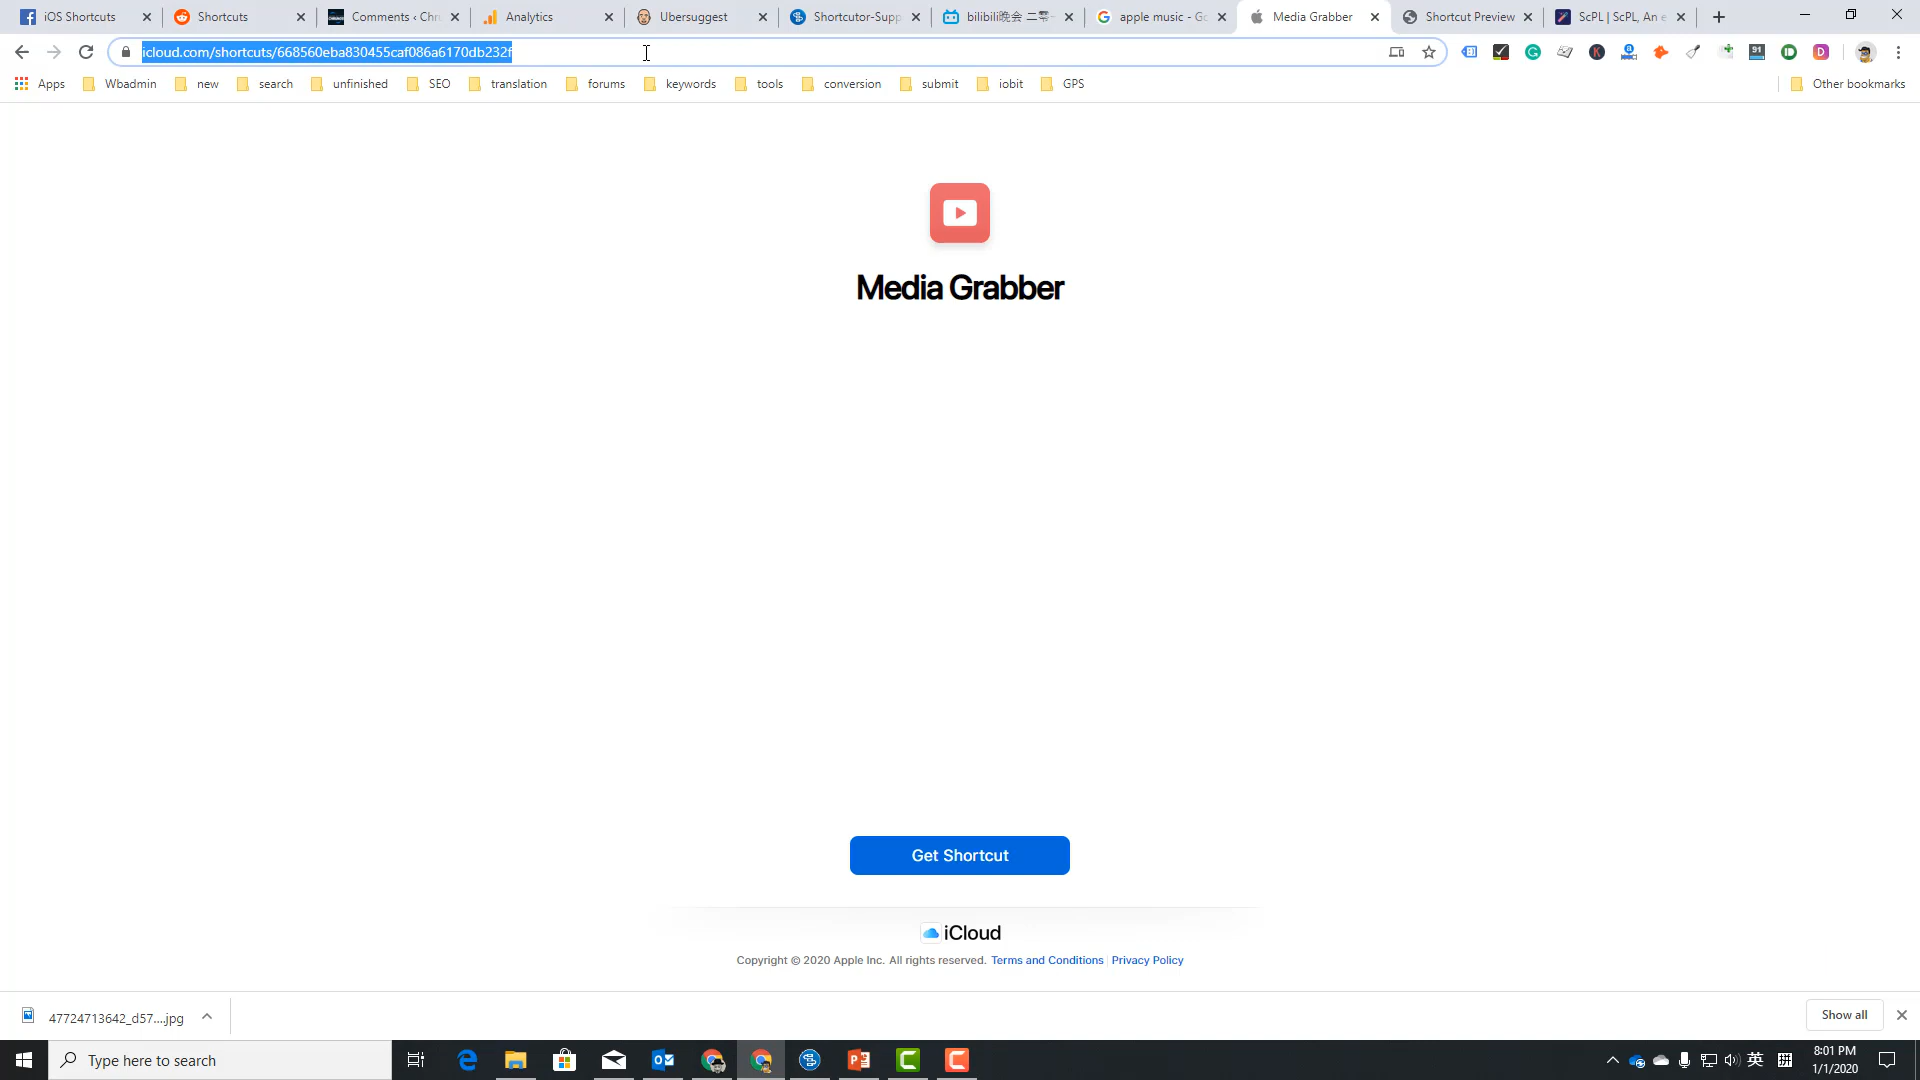 iOS Shortcuts
Shortcuts
Comments ‹ Chr
Analytics
Ubersuggest
Shortcutor-Supp
bilibili晚会 二零一
apple music - Go
Media Grabber
Shortcut Preview
ScPL | ScPL, An e
icloud.com/shortcuts/668560eba830455caf086a6170db232f
91
D
Apps
Wbadmin
new
search
unfinished
SEO
translation
forums
keywords
tools
conversion
submit
iobit
GPS
Other bookmarks
Media Grabber
Get Shortcut
iCloud
Copyright © 2020 Apple Inc. All rights reserved. Terms and Conditions | Privacy Policy
47724713642_d57....jpg
Show all
Type here to search
英
拼
8:01 PM
1/1/2020